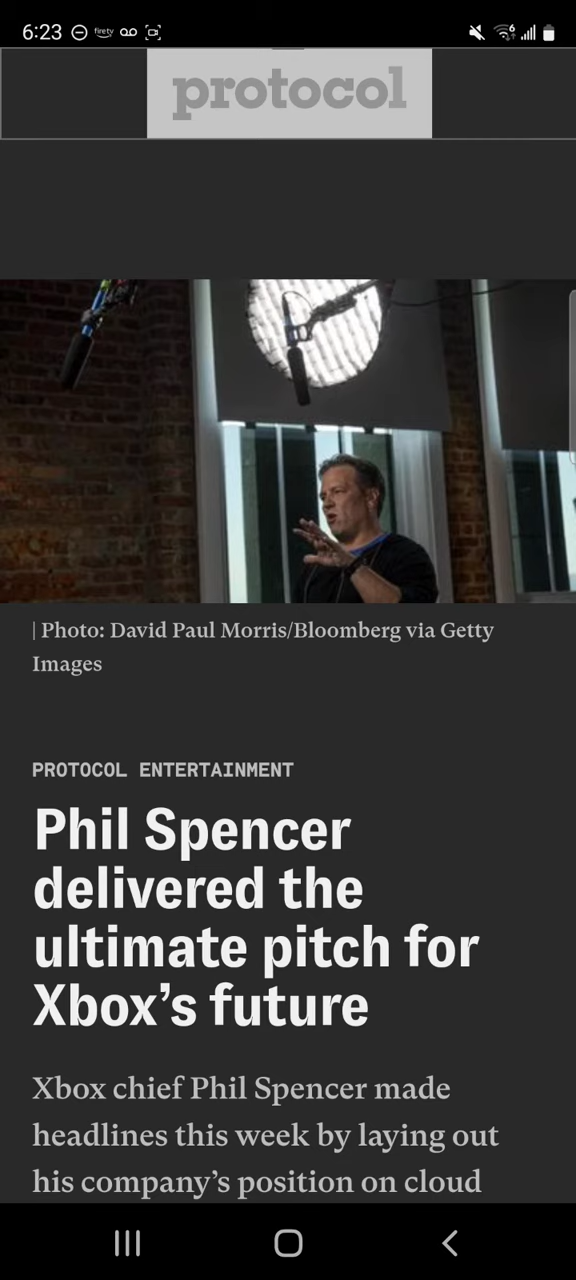 6:23 firetv 6
protocol
| Photo: David Paul Morris/Bloomberg via Getty
Images
PROTOCOL ENTERTAINMENT
Phil Spencer
delivered the
ultimate pitch for
Xbox’s future
Xbox chief Phil Spencer made
headlines this week by laying out
his company’s position on cloud